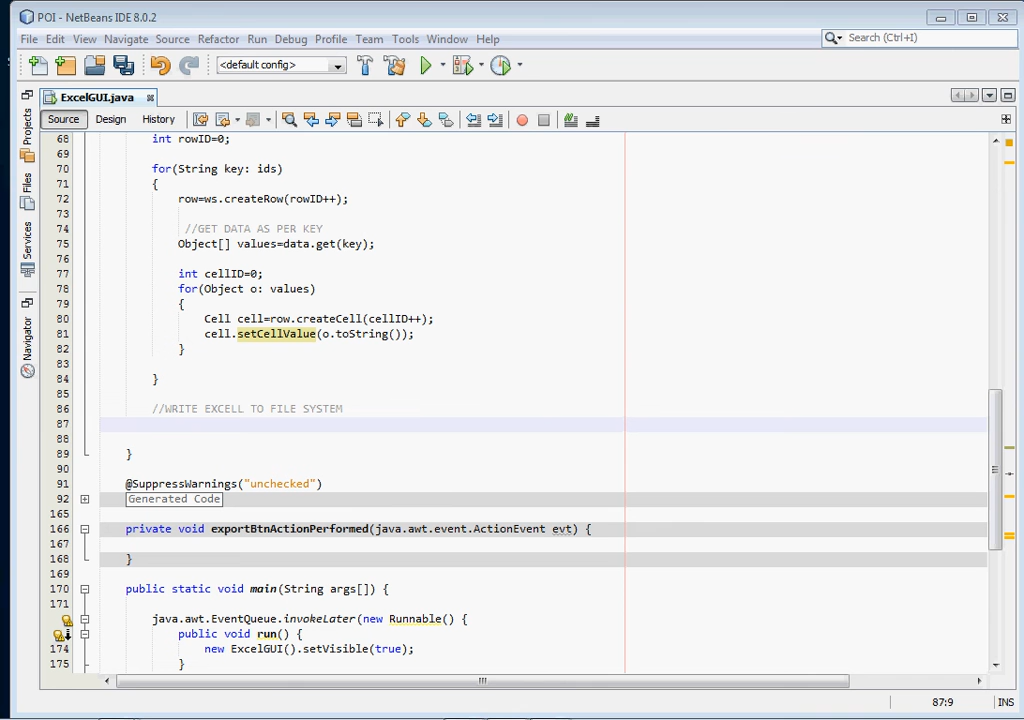 POI - NetBeans IDE 8.0.2
File Edit View Navigate Source Refactor Run Debug Profile Team Tools Window Help
Search (Ctrl+I)
<default config>
ExcelGUI.java
Source Design History
Projects
Files
Services
Navigator
68 int rowID=0;
69
70 for(String key: ids)
71 {
72 row=ws.createRow(rowID++);
73
74 //GET DATA AS PER KEY
75 Object[] values=data.get(key);
76
77 int cellID=0;
78 for(Object o: values)
79 {
80 Cell cell=row.createCell(cellID++);
81 cell.setCellValue(o.toString());
82 }
83
84 }
85
86 //WRITE EXCELL TO FILE SYSTEM
87
88
89 }
90
91 @SuppressWarnings("unchecked")
92 Generated Code
165
166 private void exportBtnActionPerformed(java.awt.event.ActionEvent evt) {
167
168 }
169
170 public static void main(String args[]) {
171
java.awt.EventQueue.invokeLater(new Runnable() {
public void run() {
174 new ExcelGUI().setVisible(true);
175 }
87:9 INS